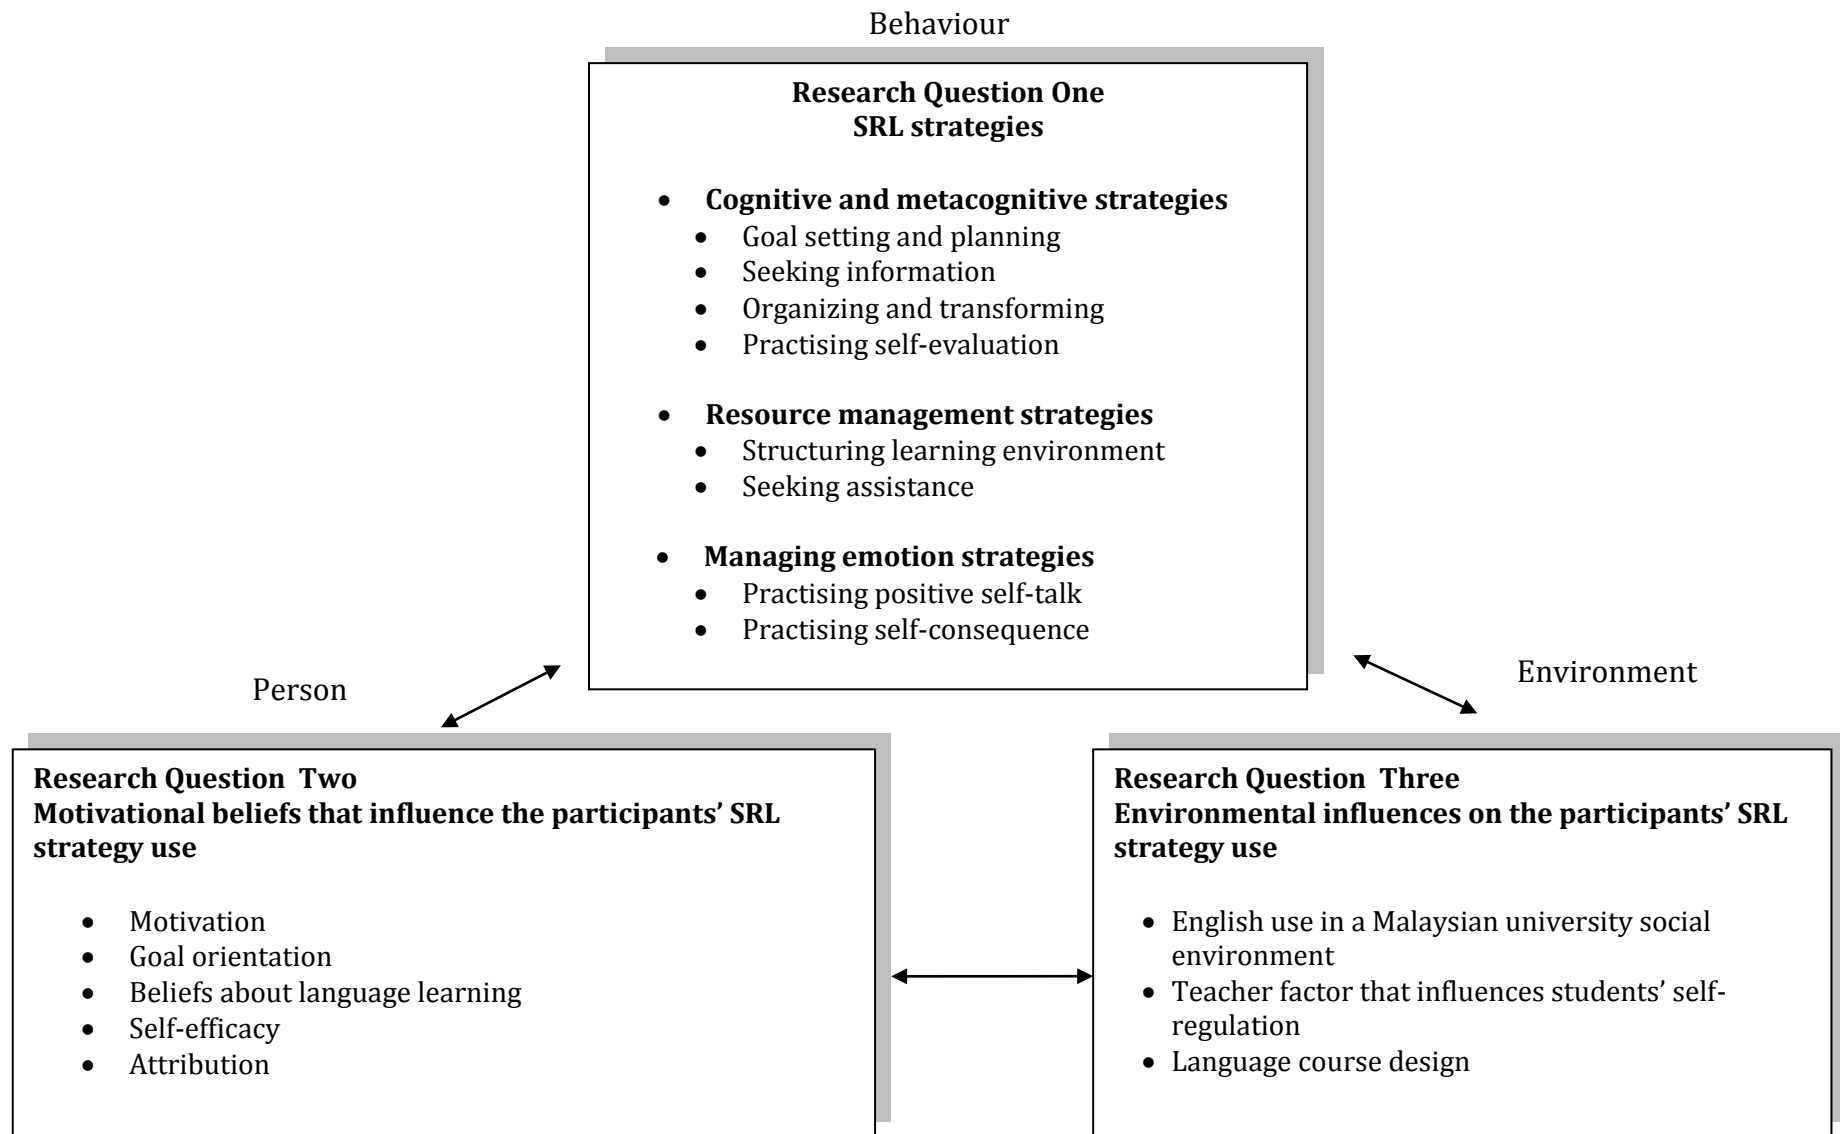 Behaviour
Research Question One
SRL strategies
• Cognitive and metacognitive strategies
• Goal setting and planning
• Seeking information
• Organizing and transforming
• Practising self-evaluation
• Resource management strategies
• Structuring learning environment
• Seeking assistance
• Managing emotion strategies
• Practising positive self-talk
• Practising self-consequence
Person
Environment
Research Question  Two
Motivational beliefs that influence the participants’ SRL
strategy use
• Motivation
• Goal orientation
• Beliefs about language learning
• Self-efficacy
• Attribution
Research Question  Three
Environmental influences on the participants’ SRL
strategy use
• English use in a Malaysian university social
environment
• Teacher factor that influences students’ self-
regulation
• Language course design